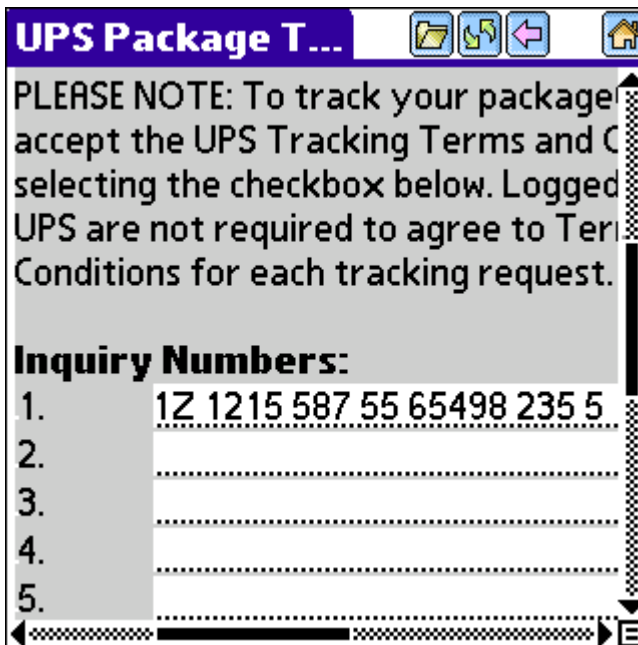 UPS Package T...
PLEASE NOTE: To track your package
accept the UPS Tracking Terms and C
selecting the checkbox below. Logged
UPS are not required to agree to Ter
Conditions for each tracking request.
Inquiry Numbers:
1. 1Z 1215 587 55 65498 235 5
2.
3.
4.
5.